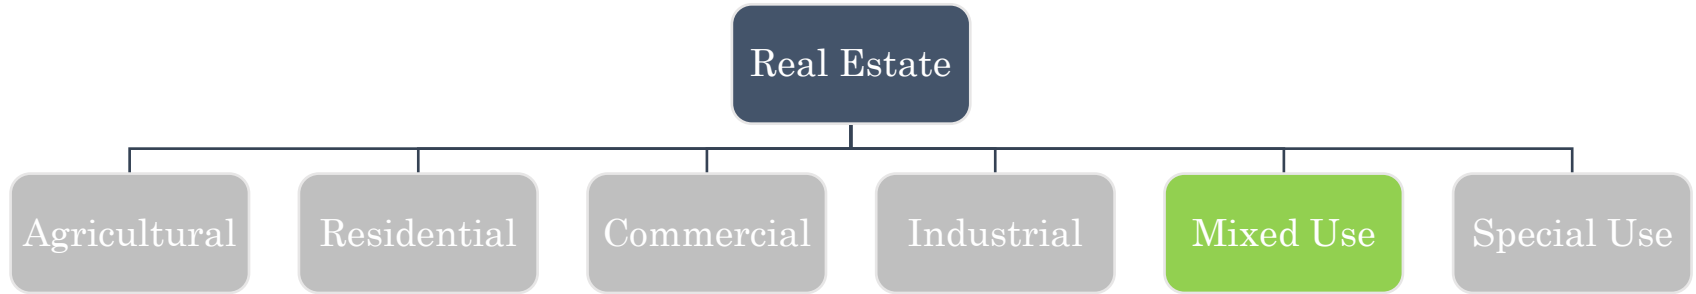 Real Estate
Agricultural
Residential
Commercial
Industrial
Mixed Use
Special Use